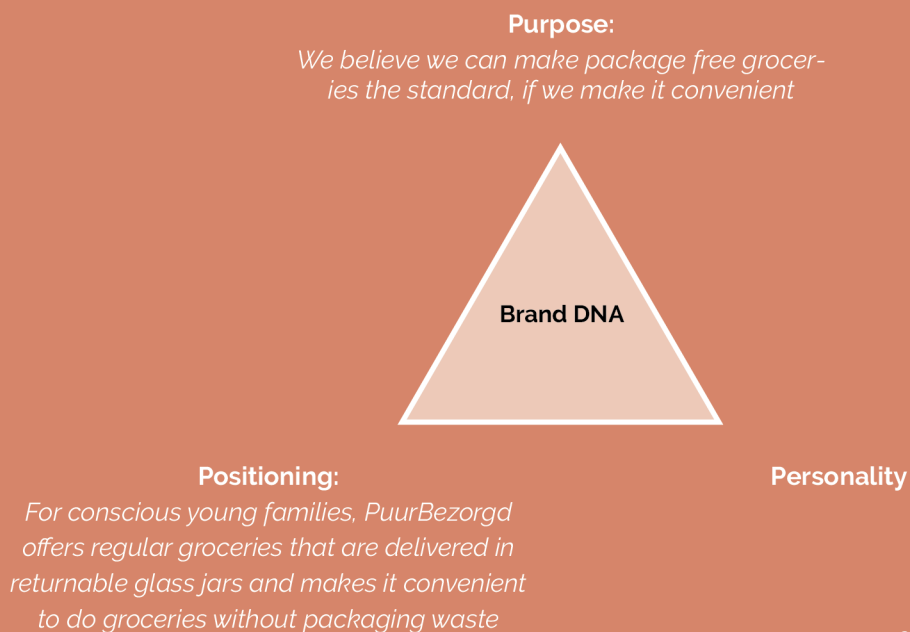 Purpose:
We believe we can make package free grocer-
ies the standard, if we make it convenient
Brand DNA
Positioning:
For conscious young families, PuurBezorgd
offers regular groceries that are delivered in
returnable glass jars and makes it convenient
to do groceries without packaging waste
Personality